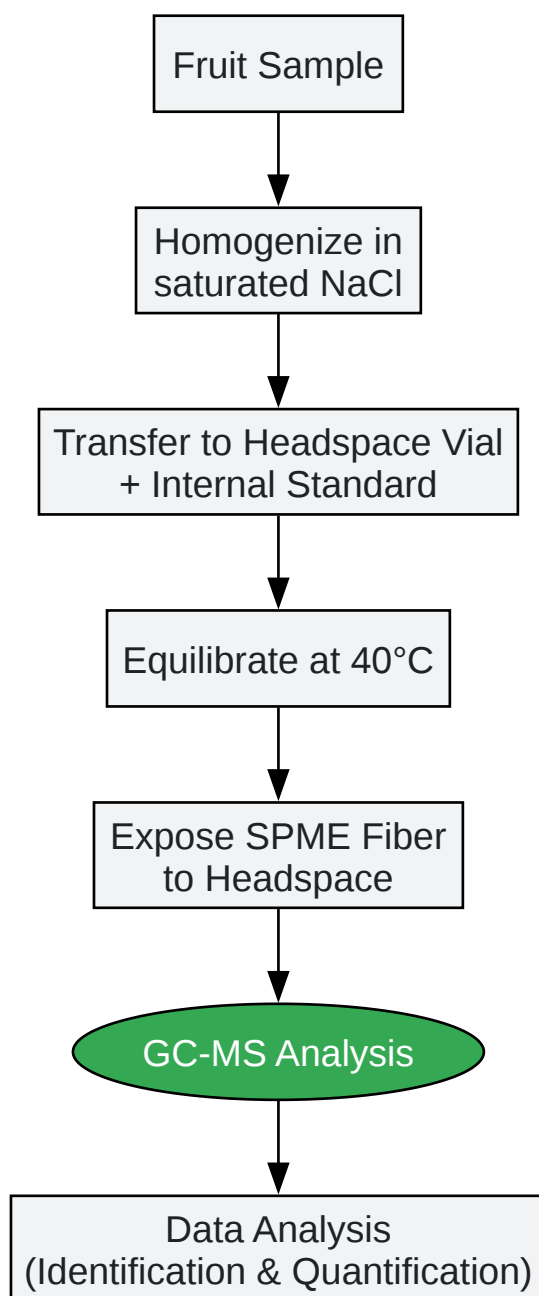 Fruit Sample
Homogenize in
saturated NaCl
Transfer to Headspace Vial
+ Internal Standard
Equilibrate at 40°C
Expose SPME Fiber
to Headspace
GC-MS Analysis
Data Analysis
(Identification & Quantification)